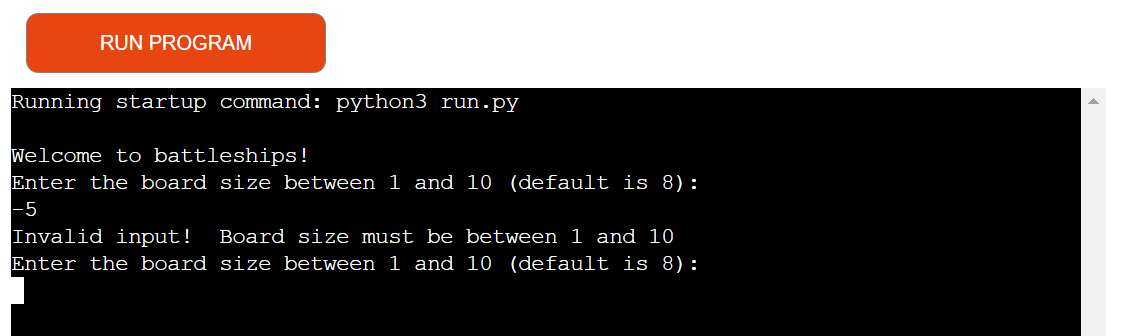 RUN PROGRAM
Running startup command: python3 run.py
Welcome to battleships!
Enter the board size between 1 and 10 (default is 8):
-5
Invalid input!  Board size must be between 1 and 10
Enter the board size between 1 and 10 (default is 8):